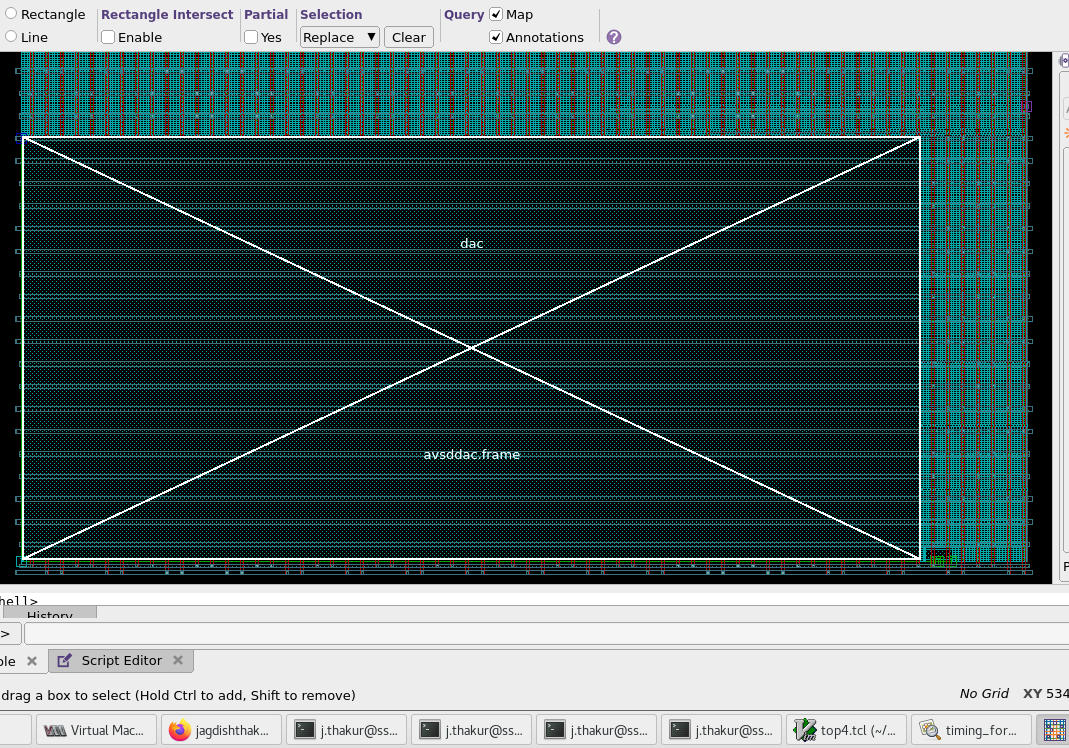 Rectangle Rectangle Intersect Partial Selection Query Map
Line Enable Yes Replace Clear Annotations
dac
avsddac.frame
hell>
History
>
ole Script Editor
drag a box to select (Hold Ctrl to add, Shift to remove) No Grid XY 534
Virtual Mac... jagdishthak... j.thakur@ss... j.thakur@ss... j.thakur@ss... j.thakur@ss... top4.tcl (~/... timing_for...